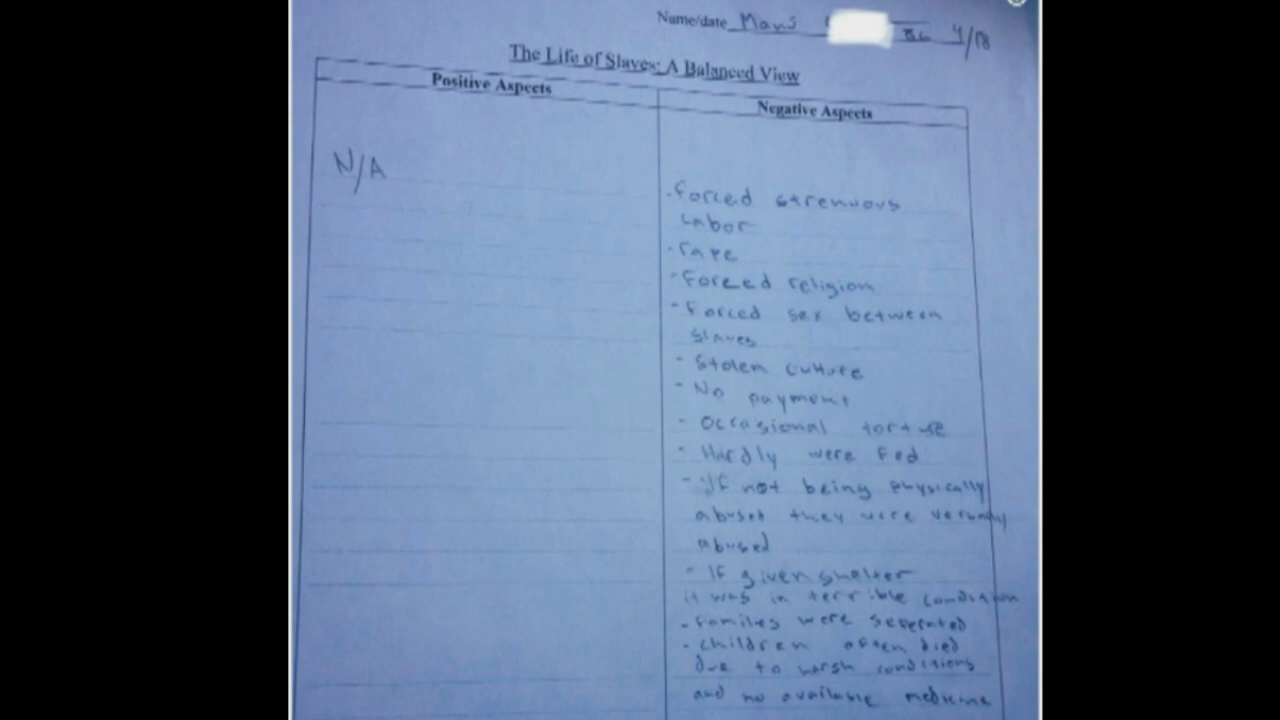 Name/date Manú 4/18
The Life of Slaves: A Balanced View
Positive Aspects
Negative Aspects
N/A
- Forced strenuous
Labor
- rape
- Forced religion
- Forced sex between
slaves
- Stolen culture
- No payment
- Occasional torture
- Hardly were Fed
- If not being physically
abused they were verbally
abused
- If given shelter
it was in terrible condition
- families were seperated
- children often died
due to harsh conditions
and no available medicine